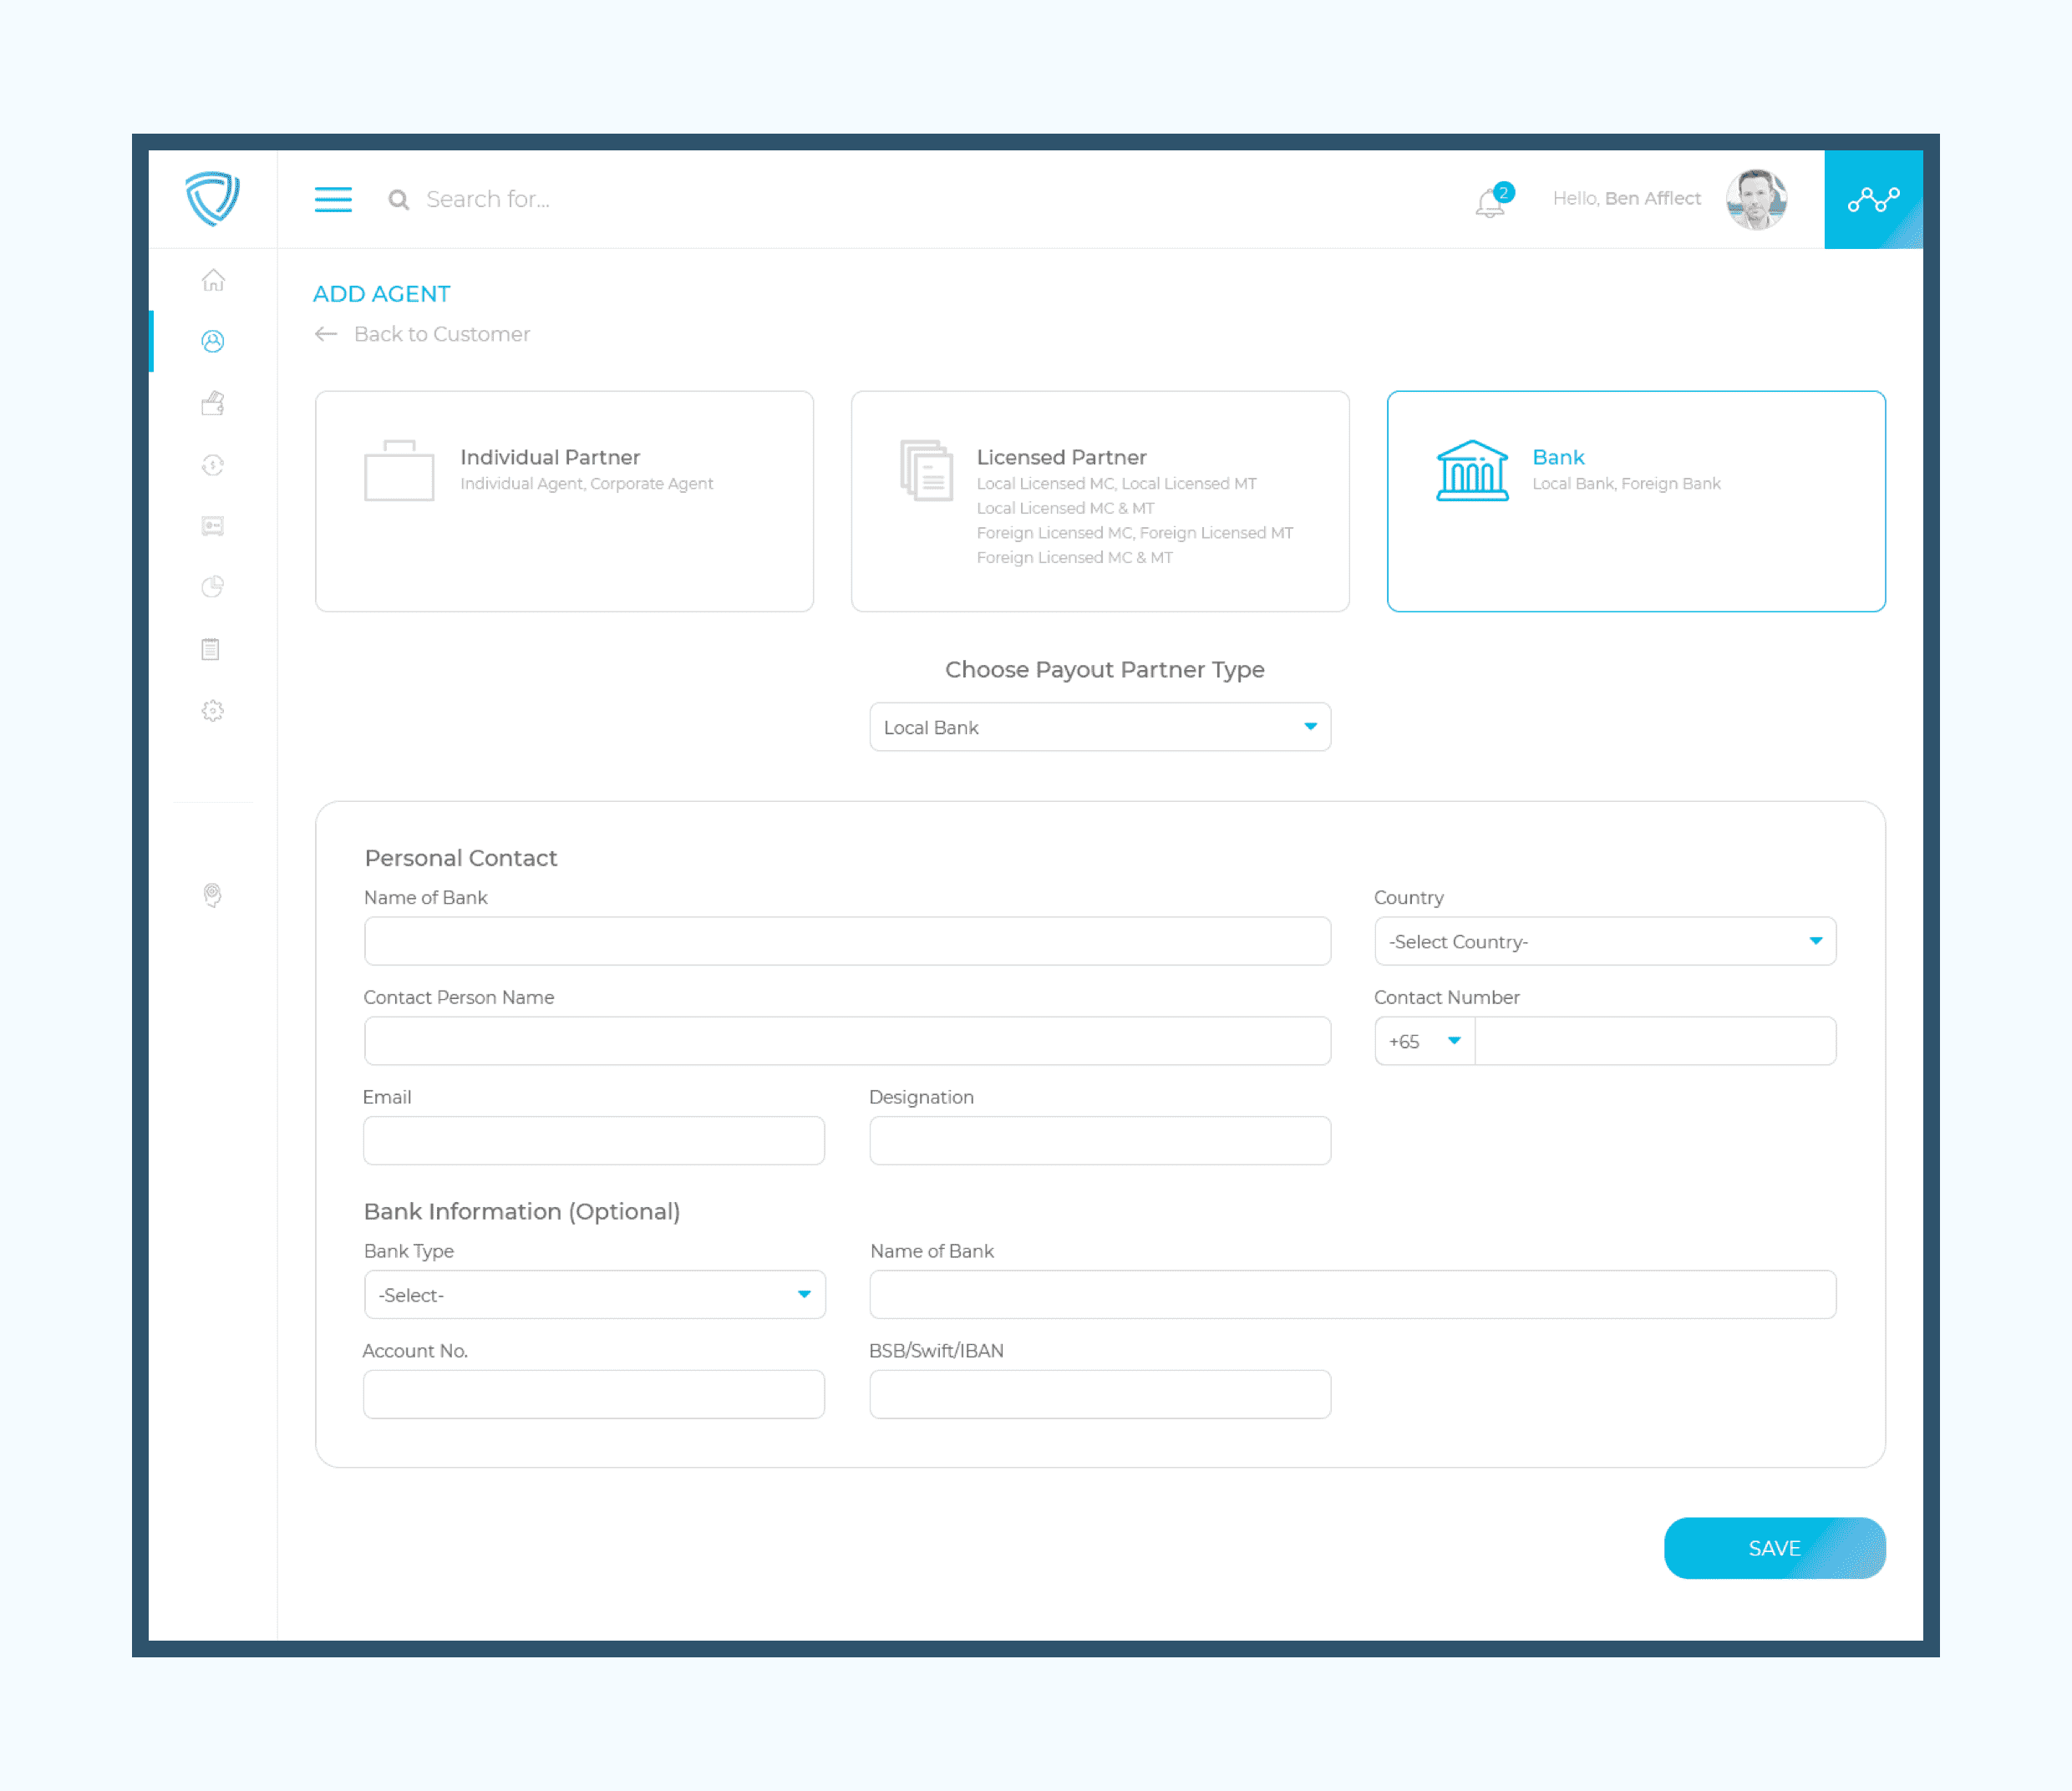 Search for...
2
Hello, Ben Afflect
ADD AGENT
Back to Customer
Individual Partner
Individual Agent, Corporate Agent
Licensed Partner
Local Licensed MC, Local Licensed MT
Local Licensed MC & MT
Foreign Licensed MC, Foreign Licensed MT
Foreign Licensed MC & MT
Bank
Local Bank, Foreign Bank
Choose Payout Partner Type
Local Bank
Personal Contact
Name of Bank
Country
-Select Country-
Contact Person Name
Contact Number
+65
Email
Designation
Bank Information (Optional)
Bank Type
Name of Bank
-Select-
Account No.
BSB/Swift/IBAN
SAVE